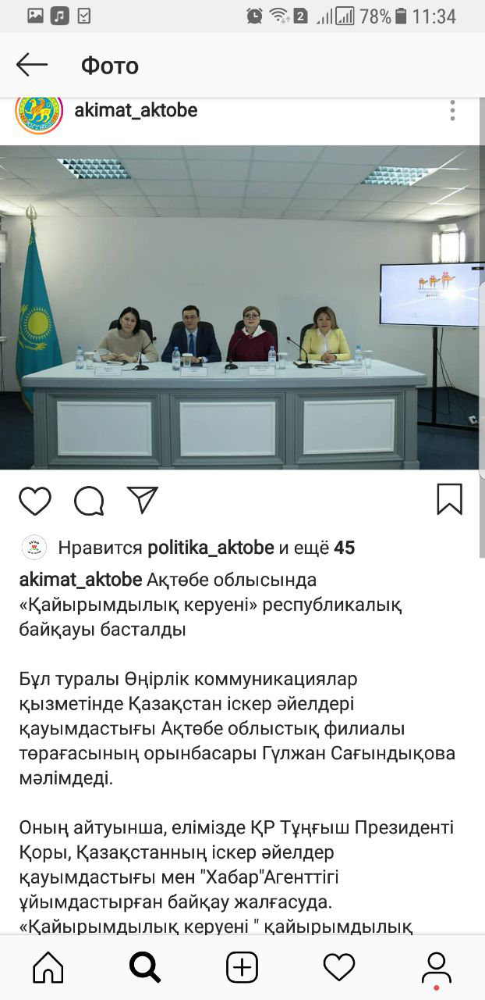 2 78% 11:34
Фото
akimat_aktobe
Нравится politika_aktobe и ещё 45
akimat_aktobe Ақтөбе облысында
«Қайырымдылық керуені» республикалық
байқауы басталды
Бұл туралы Өңірлік коммуникациялар
қызметінде Қазақстан іскер әйелдері
қауымдастығы Ақтөбе облыстық филиалы
төрағасының орынбасары Гүлжан Сағындықова
мәлімдеді.
Оның айтуынша, елімізде ҚР Тұңғыш Президенті
Қоры, Қазақстанның іскер әйелдер
қауымдастығы мен "Хабар"Агенттігі
ұйымдастырған байқау жалғасуда.
«Қайырымдылық керуені " қайырымдылық